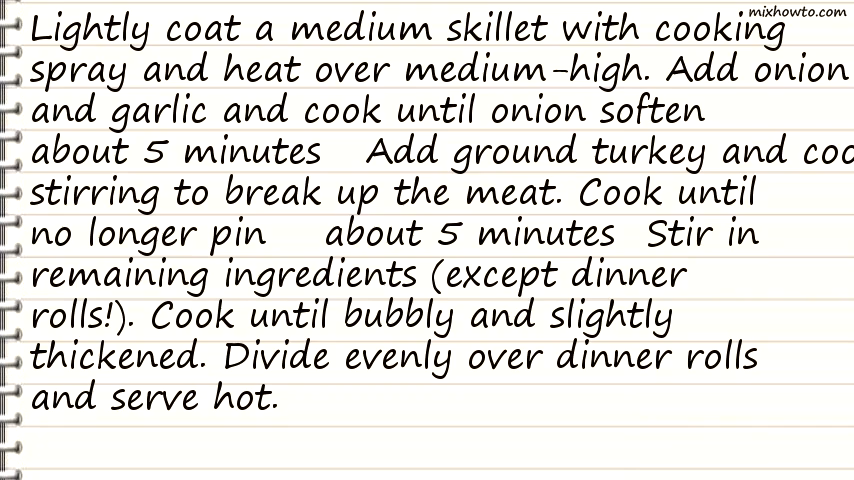 mixhowto.com
Lightly coat a medium skillet with cooking
spray and heat over medium-high. Add onion
and garlic and cook until onion soften
about 5 minutes Add ground turkey and coo
stirring to break up the meat. Cook until
no longer pin about 5 minutes Stir in
remaining ingredients (except dinner
rolls!). Cook until bubbly and slightly
thickened. Divide evenly over dinner rolls
and serve hot.